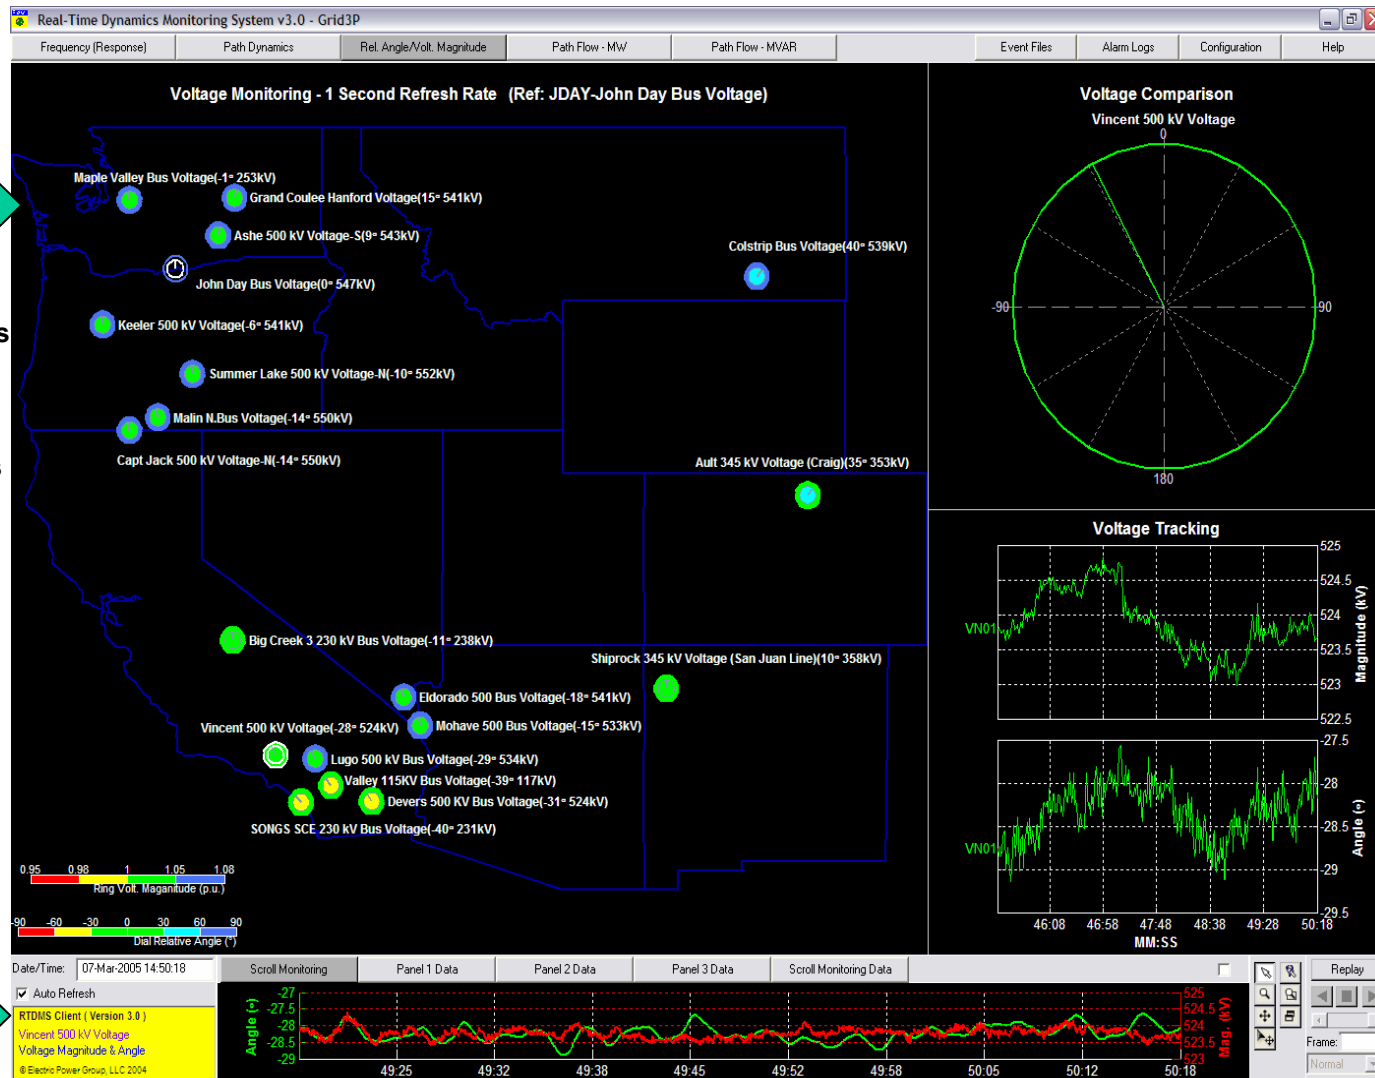 Real-Time Dynamics Monitoring System v3.0 - Grid3P
Frequency (Response)
Path Dynamics
Rel. Angle/Volt. Magnitude
Path Flow - MW
Path Flow - MVAR
Event Files
Alarm Logs
Configuration
Help
Voltage Monitoring - 1 Second Refresh Rate (Ref: JDAY-John Day Bus Voltage)
Maple Valley Bus Voltage(-1° 253kV)
Grand Coulee Hanford Voltage(15° 541kV)
Ashe 500 kV Voltage-S(9° 543kV)
Colstrip Bus Voltage(40° 539kV)
John Day Bus Voltage(0° 547kV)
Keeler 500 kV Voltage(-6° 541kV)
Summer Lake 500 kV Voltage-N(-10° 552kV)
Malin N.Bus Voltage(-14° 550kV)
Capt Jack 500 kV Voltage-N(-14° 550kV)
Ault 345 kV Voltage (Craig)(35° 353kV)
Big Creek 3 230 kV Bus Voltage(-11° 238kV)
Shiprock 345 kV Voltage (San Juan Line)(10° 358kV)
Eldorado 500 Bus Voltage(-18° 541kV)
Vincent 500 kV Voltage(-28° 524kV)
Mohave 500 Bus Voltage(-15° 533kV)
Lugo 500 kV Bus Voltage(-29° 534kV)
Valley 115KV Bus Voltage(-39° 117kV)
Devers 500 KV Bus Voltage(-31° 524kV)
SONGS SCE 230 kV Bus Voltage(-40° 231kV)
0.95 0.98 1 1.05 1.08
Ring Volt. Maganitude (p.u.)
-90 -60 -30 0 30 60 90
Dial Relative Angle (°)
s
s
Voltage Comparison
Vincent 500 kV Voltage
0
-90
90
180
Voltage Tracking
525
524.5
524
523.5
523
522.5
VN01
Magnitude (kV)
-27.5
-28
-28.5
-29
-29.5
VN01
Angle (°)
46:08 46:58 47:48 48:38 49:28 50:18
MM:SS
Date/Time: 07-Mar-2005 14:50:18
Auto Refresh
RTDMS Client ( Version 3.0 )
Vincent 500 kV Voltage
Voltage Magnitude & Angle
© Electric Power Group, LLC 2004
Scroll Monitoring
Panel 1 Data
Panel 2 Data
Panel 3 Data
Scroll Monitoring Data
Angle (°)
-27
-27.5
-28
-28.5
-29
525
524.5
524
523.5
523
Mag. (kV)
49:25 49:32 49:38 49:45 49:52 49:58 50:05 50:12 50:18
Replay
Frame:
Normal